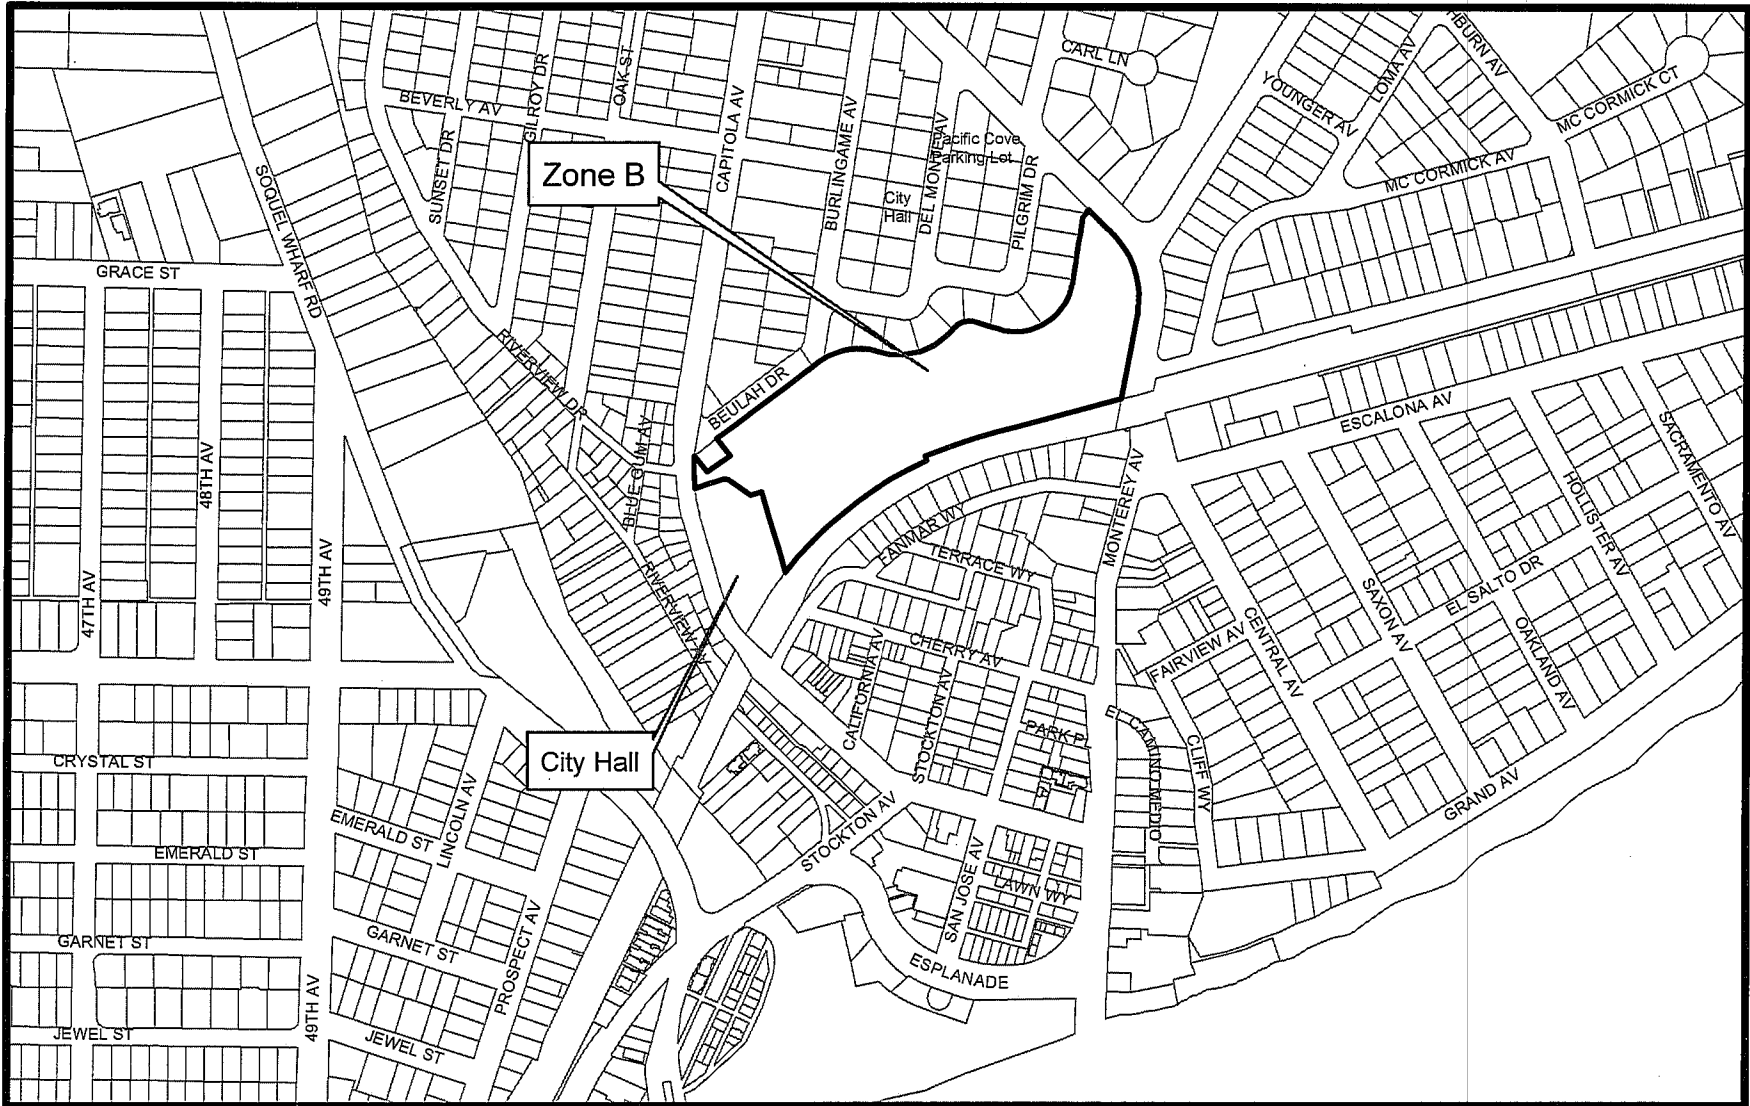 CARL LN
HBURN AV
LOMA AV
YOUNGER AV
MC CORMICK CT
MC CORMICK AV
BEVERLY AV
GILROY DR
OAK ST
SUNSET DR
CAPITOLA AV
BURLINGAME AV
DEL MONTE AV
acific Cove
arking Lot
PILGRIM DR
City
Hall
Zone B
SOQUEL WHARF RD
GRACE ST
RIVERVIEW DR
BEULAH DR
BLUE GUM AV
ESCALONA AV
SACRAMENTO AV
HOLLISTER AV
48TH AV
47TH AV
49TH AV
MONTEREY AV
FANMAR WY
TERRACE WY
RIVERVIEW AV
CHERRY AV
CALIFORNIA AV
STOCKTON AV
FAIRVIEW AV
CENTRAL AV
SAXON AV
EL SALTO DR
OAKLAND AV
PARK PL
EL CAMINO MEDIO
CLIFF WY
GRAND AV
City Hall
CRYSTAL ST
EMERALD ST
EMERALD ST
LINCOLN AV
STOCKTON AV
SAN JOSE AV
LAWN WY
GARNET ST
GARNET ST
PROSPECT AV
ESPLANADE
49TH AV
JEWEL ST
JEWEL ST